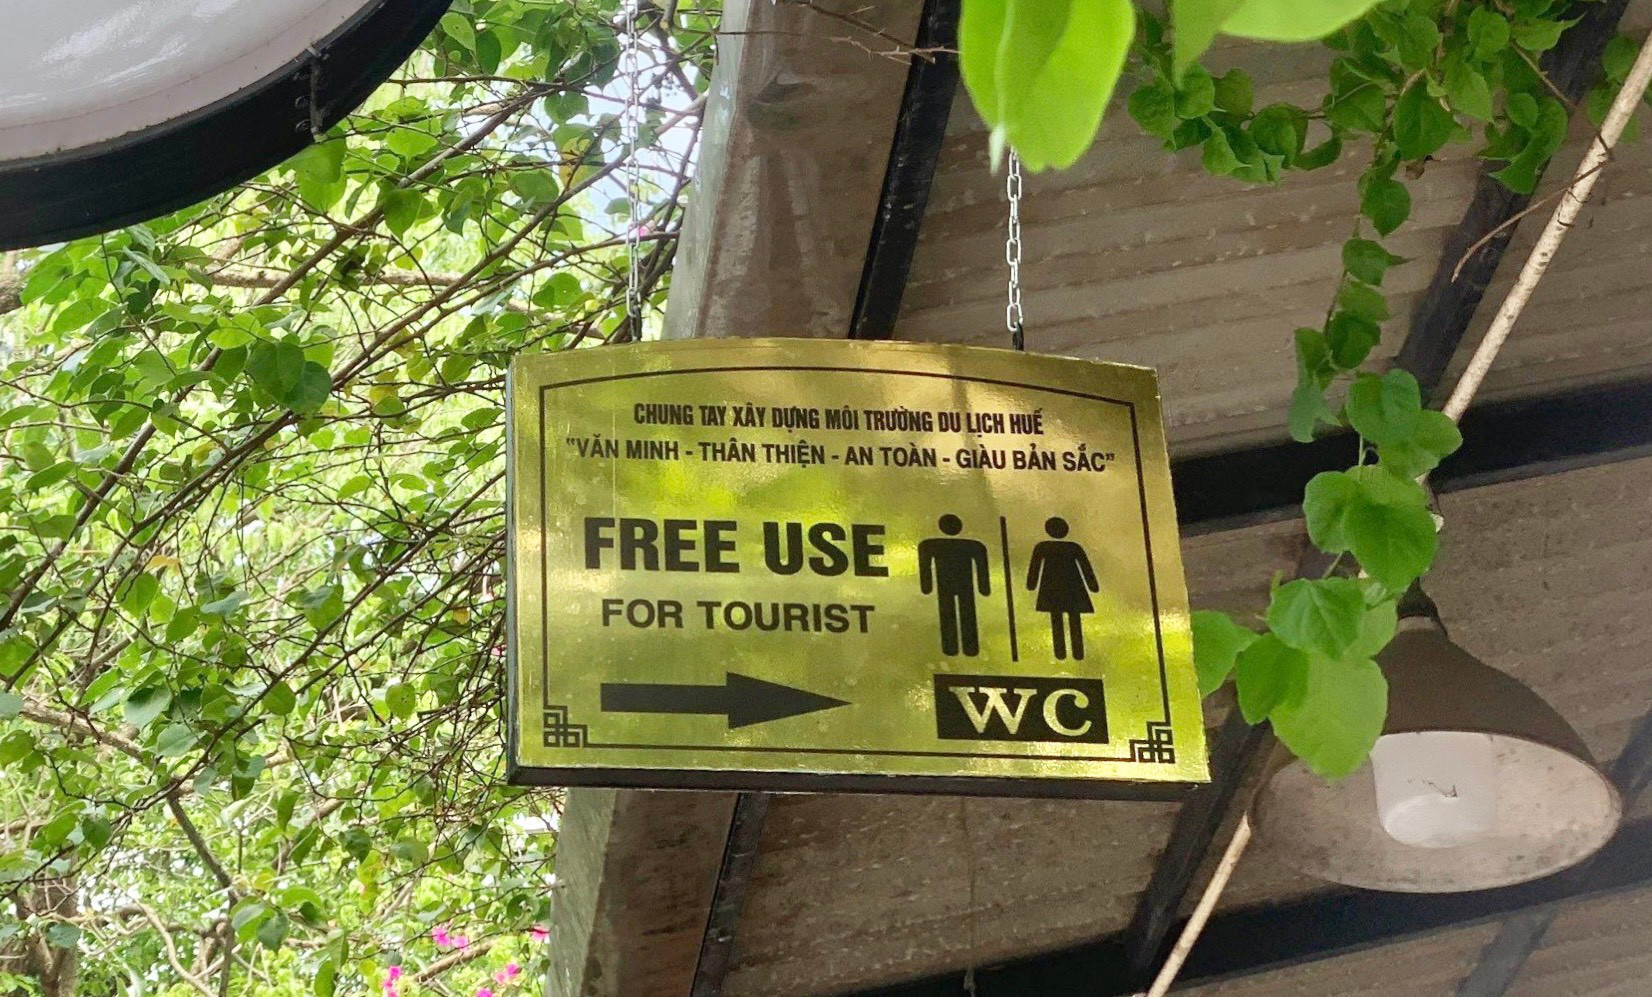 CHUNG TAY XÂY DỰNG MÔI TRƯỜNG DU LỊCH HUẾ
"VĂN MINH - THÂN THIỆN - AN TOÀN - GIÀU BẢN SẮC"
FREE USE
FOR TOURIST
WC